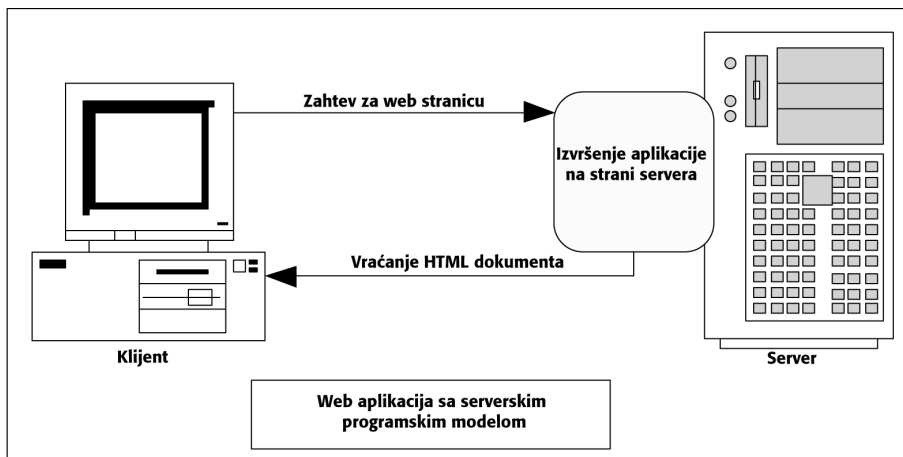 Zahtev za web stranicu
Izvršenje aplikacije
na strani servera
Vraćanje HTML dokumenta
Klijent
Server
Web aplikacija sa serverskim
programskim modelom